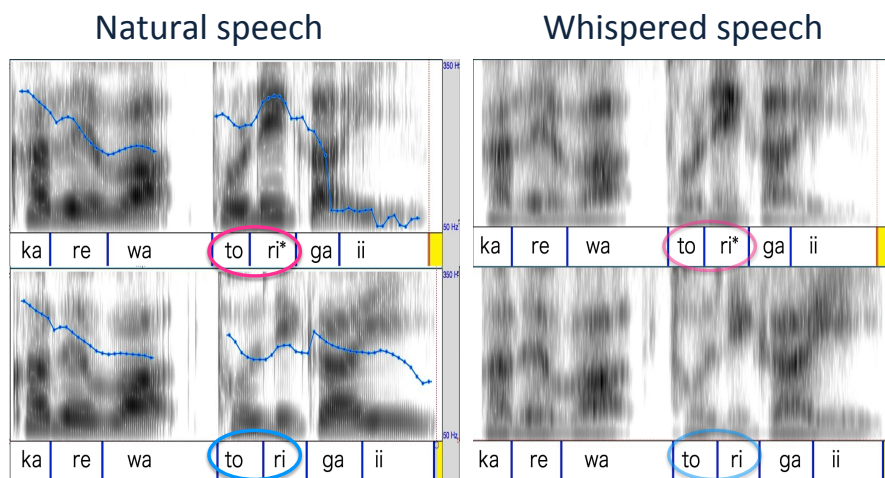 Natural speech
Whispered speech
350 Hz
50 Hz
ka re wa to ri* ga ii
ka re wa to ri* ga ii
350 H
50 Hz
ka re wa to ri ga ii
ka re wa to ri ga ii